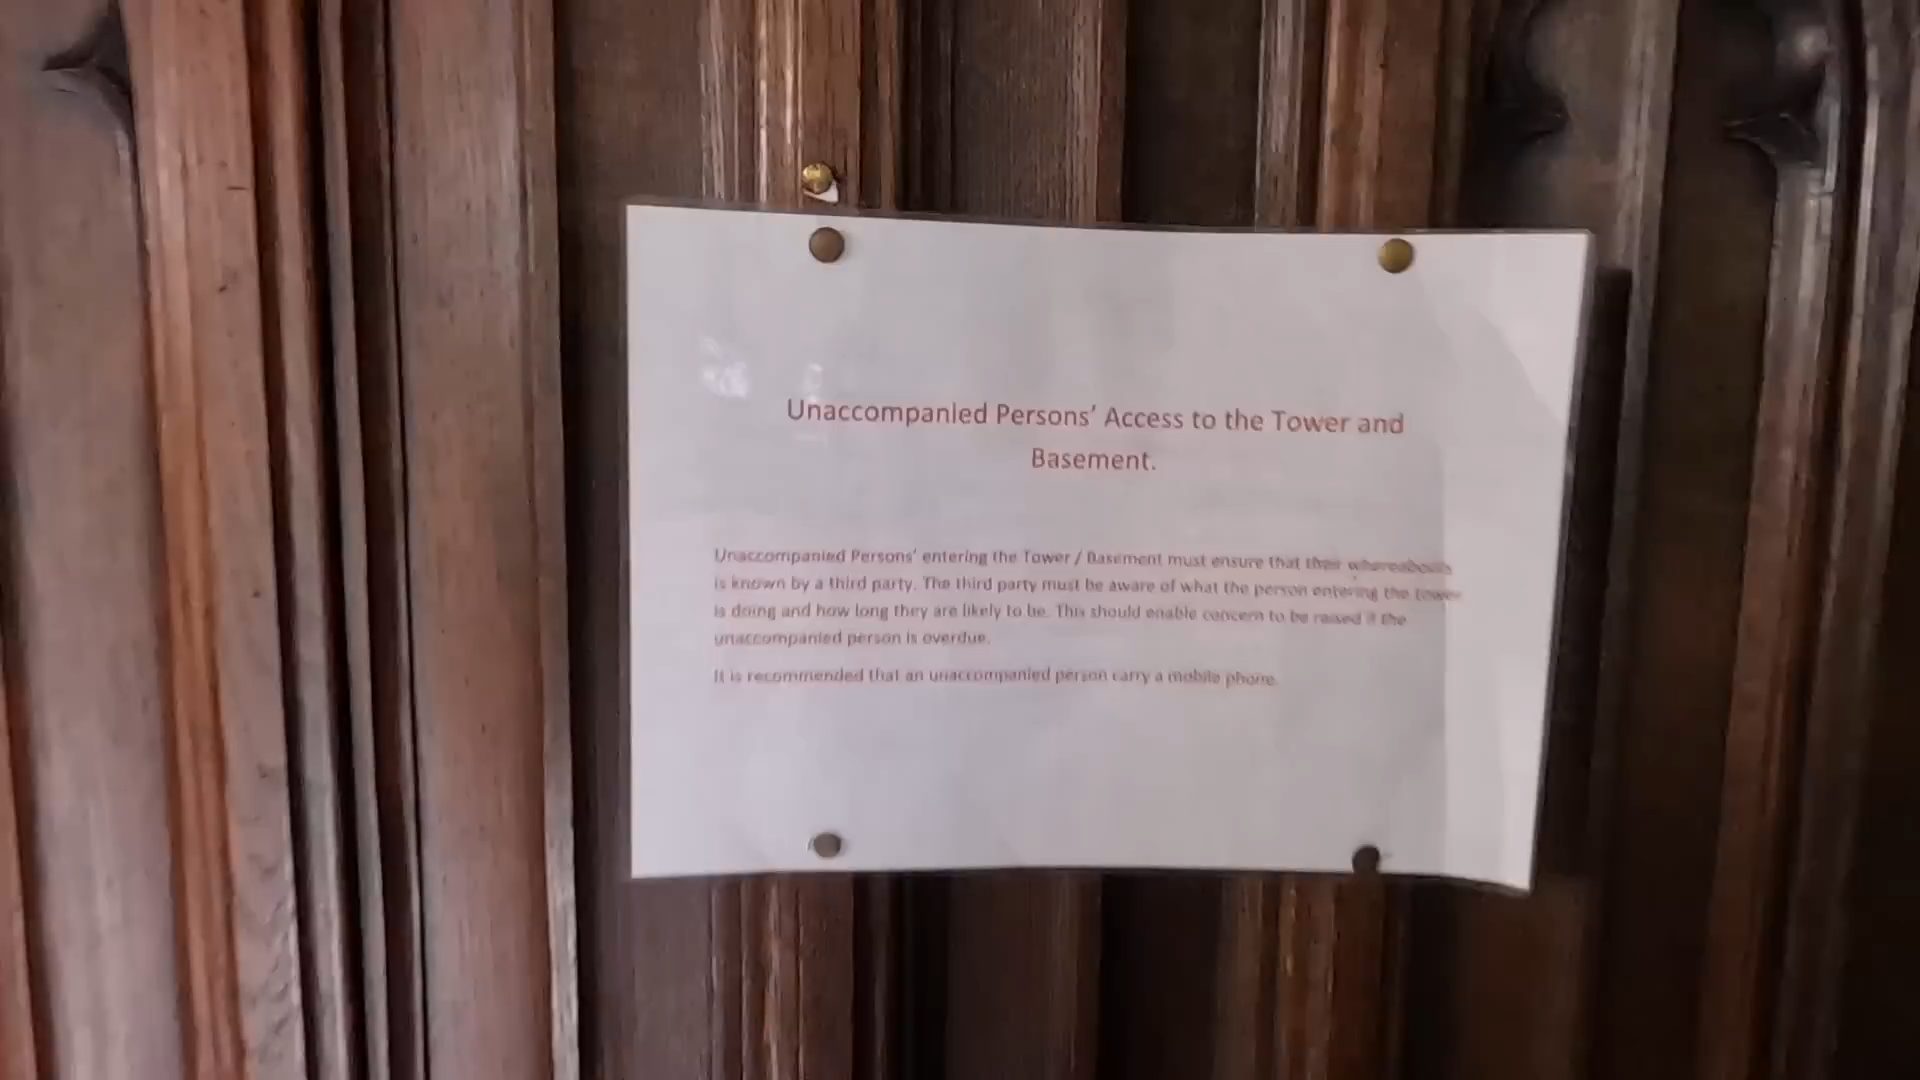 Unaccompanied Persons' Access to the Tower and
Basement.
Unaccompanied Persons' entering the Tower / Basement must ensure that their whereabouts
is known by a third party. The third party must be aware of what the person entering the tower
is doing and how long they are likely to be. This should enable concern to be raised if the
unaccompanied person is overdue.
It is recommended that an unaccompanied person carry a mobile phone.